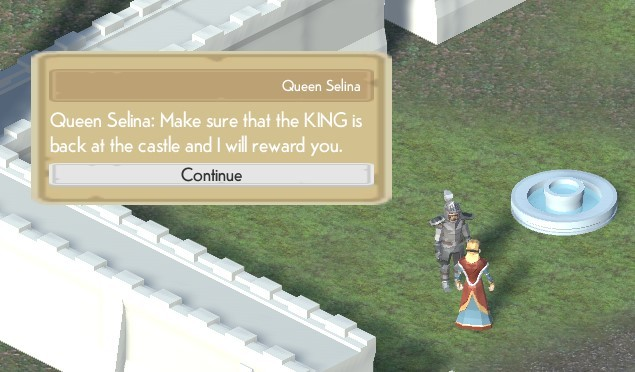 Queen Selina
Queen Selina: Make sure that the KING is
back at the castle and I will reward you.
Continue